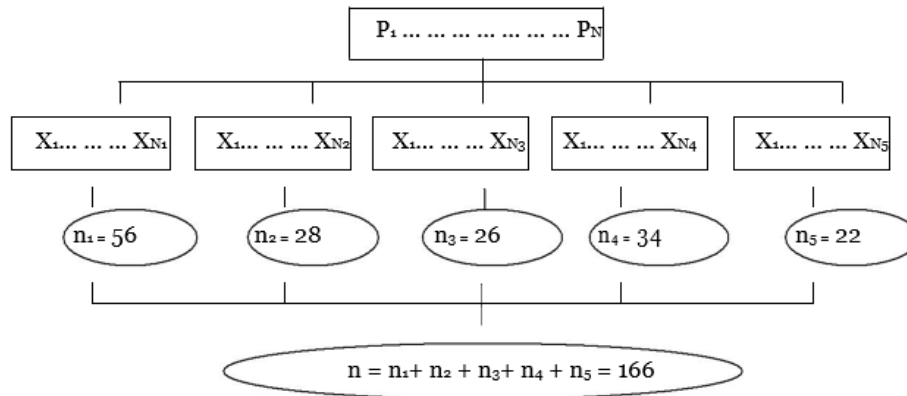 P₁ ... ... ... ... ... ... ... P_N
X₁... ... ... X_N₁
X₁... ... ... X_N₂
X₁... ... ... X_N₃
X₁... ... ... X_N₄
X₁... ... ... X_N₅
n₁ = 56
n₂ = 28
n₃ = 26
n₄ = 34
n₅ = 22
n = n₁+ n₂ + n₃+ n₄ + n₅ = 166